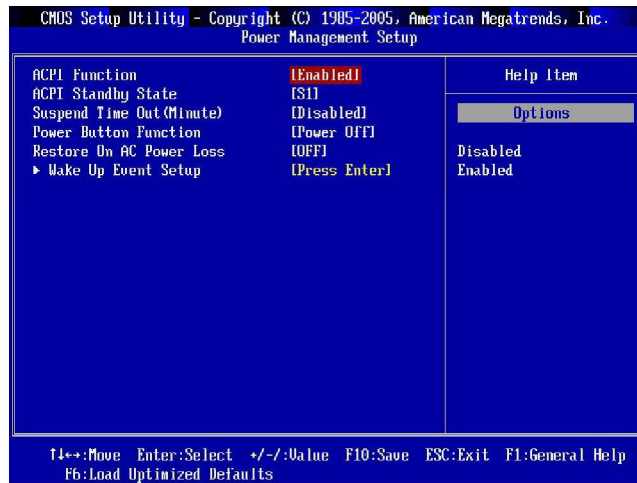 CMOS Setup Utility - Copyright (C) 1985-2005, American Megatrends, Inc.
Power Management Setup
ACPI Function [Enabled]
ACPI Standby State [S1]
Suspend Time Out(Minute) [Disabled]
Power Button Function [Power Off]
Restore On AC Power Loss [OFF]
▶ Wake Up Event Setup [Press Enter]
Help Item
Options
Disabled
Enabled
↑↓←→:Move Enter:Select +/-/:Value F10:Save ESC:Exit F1:General Help
F6:Load Optimized Defaults